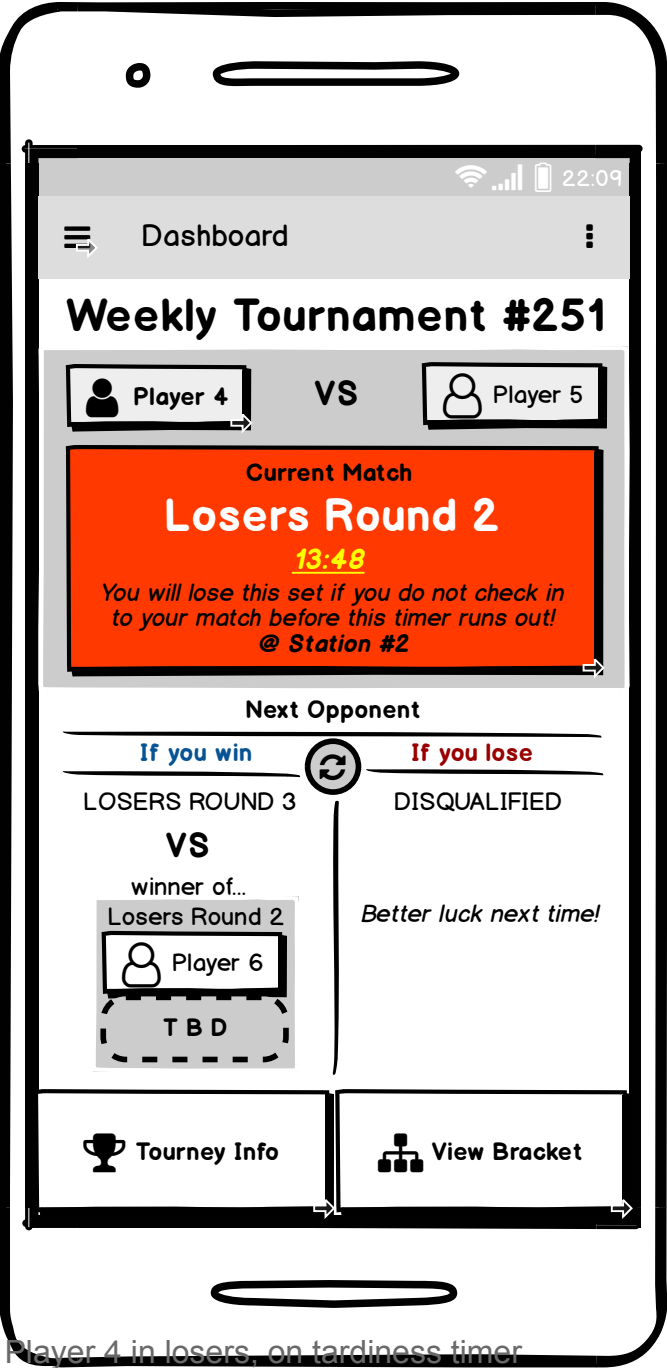 22:09
Dashboard
Weekly Tournament #251
Player 4 VS Player 5
Current Match
Losers Round 2
13:48
You will lose this set if you do not check in
to your match before this timer runs out!
@ Station #2
Next Opponent
If you win
If you lose
LOSERS ROUND 3
VS
winner of...
Losers Round 2
Player 6
T B D
DISQUALIFIED
Better luck next time!
Tourney Info
View Bracket
Player 4 in losers, on tardiness timer